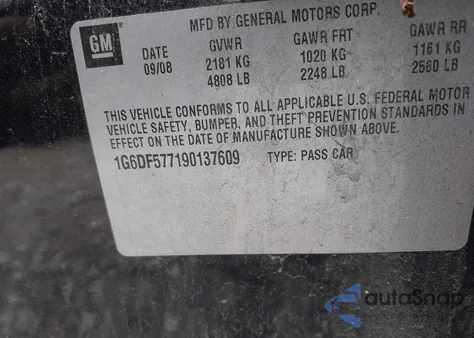 MFD BY GENERAL MOTORS CORP.
GM DATE GVWR GAWR FRT GAWR RR
09/08 2181 KG 1020 KG 1161 KG
4808 LB 2248 LB 2560 LB
THIS VEHICLE CONFORMS TO ALL APPLICABLE U.S. FEDERAL MOTOR
VEHICLE SAFETY, BUMPER, AND THEFT PREVENTION STANDARDS IN
EFFECT ON THE DATE OF MANUFACTURE SHOWN ABOVE.
1G6DF577190137609 TYPE: PASS CAR
autoSnap